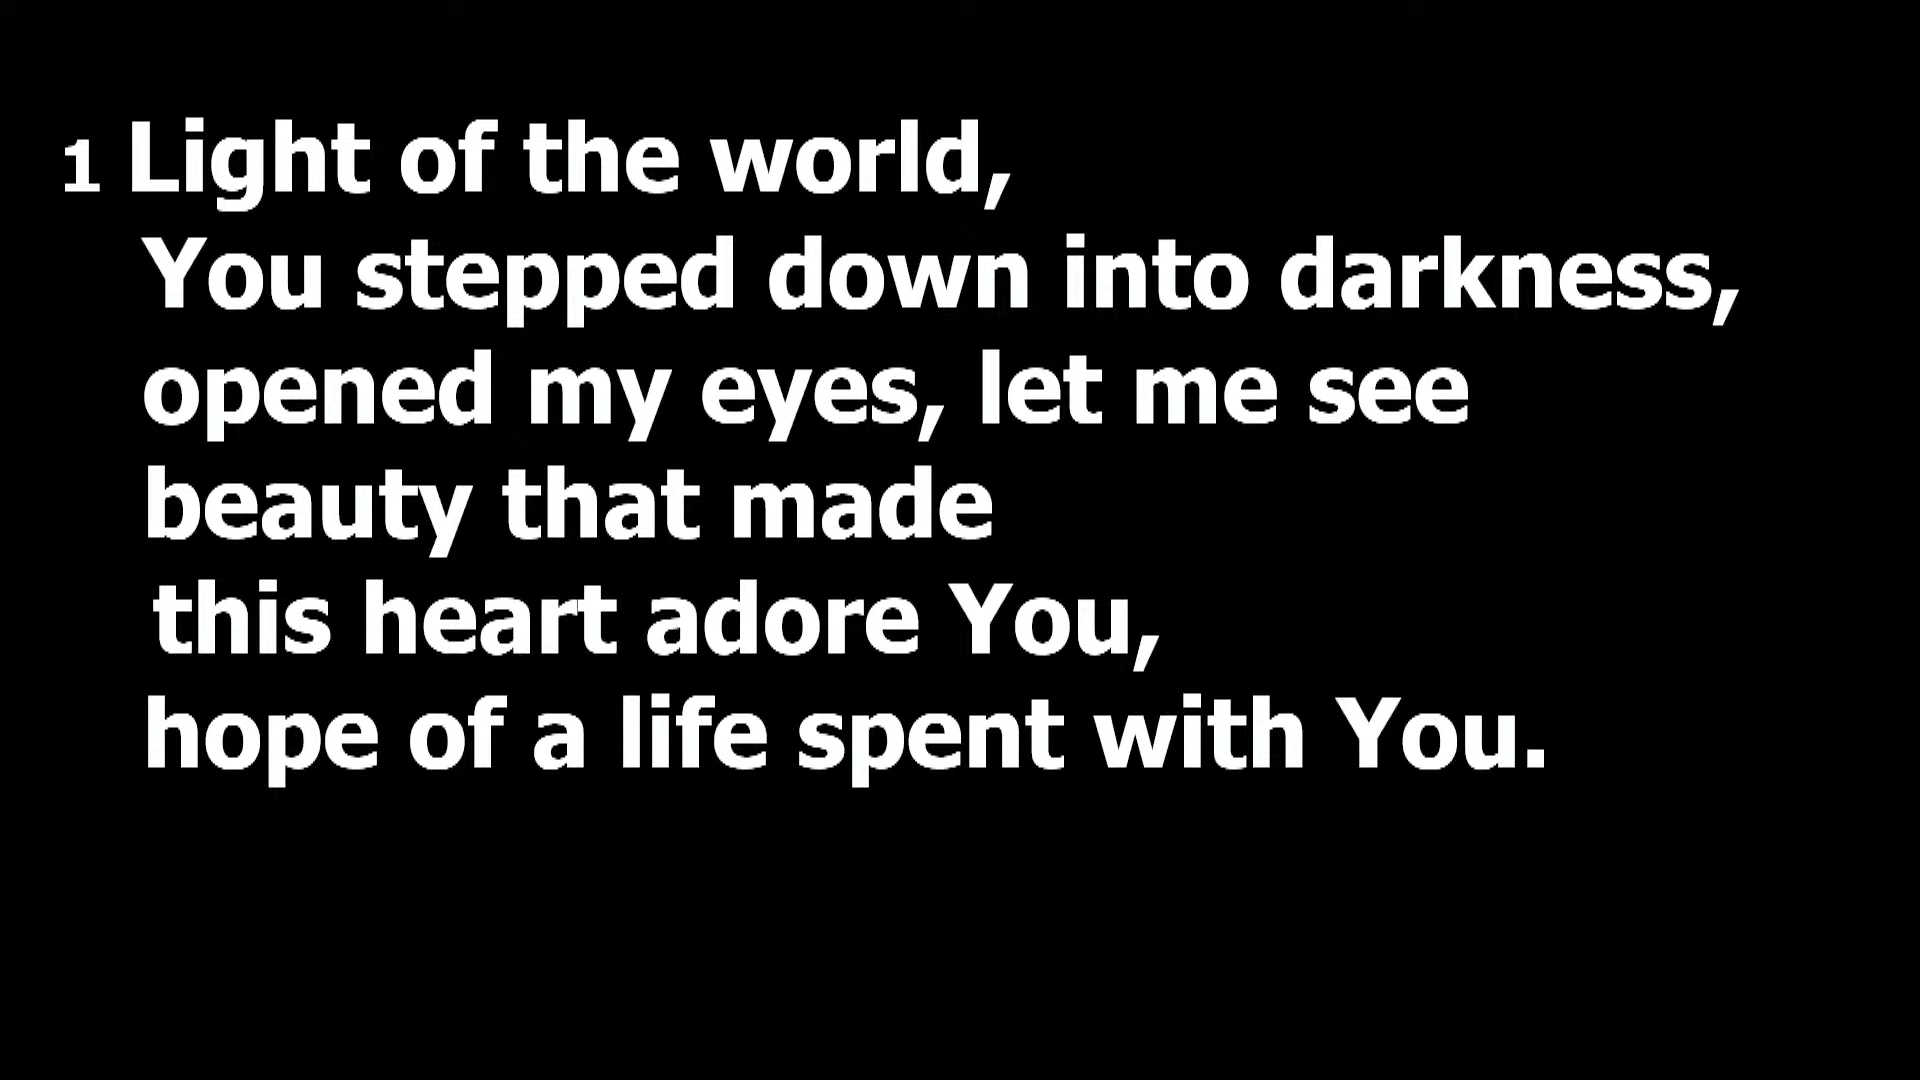 1 Light of the world,
You stepped down into darkness,
opened my eyes, let me see
beauty that made
this heart adore You,
hope of a life spent with You.